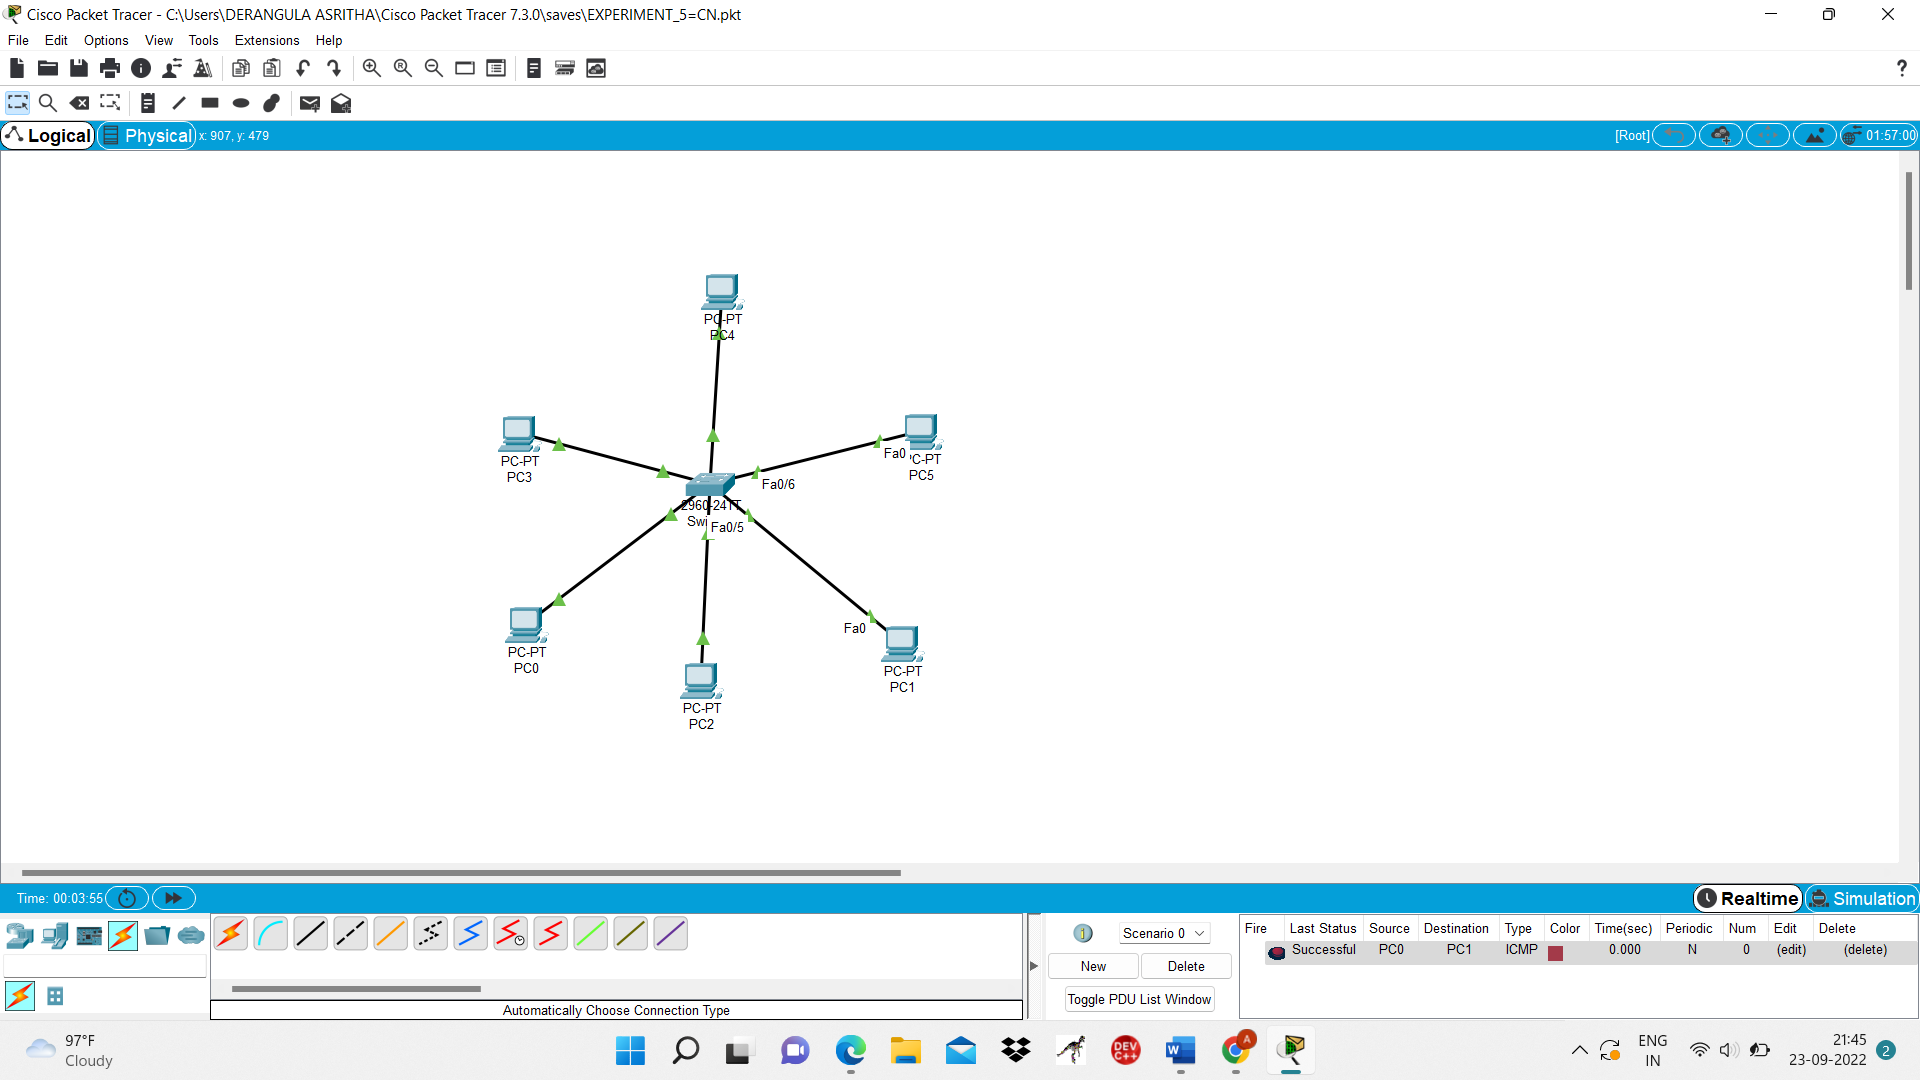 Cisco Packet Tracer - C:\Users\DERANGULA ASRITHA\Cisco Packet Tracer 7.3.0\saves\EXPERIMENT_5=CN.pkt
File Edit Options View Tools Extensions Help
?
Logical Physical x: 907, y: 479 [Root] 01:57:00
PC-PT
PC4
PC-PT
PC3
Fa0 PC-PT
PC5
Fa0/6
2960-24TT
Swi Fa0/5
Fa0
PC-PT
PC0
PC-PT
PC1
PC-PT
PC2
Time: 00:03:55 Realtime Simulation
Scenario 0
New Delete
Toggle PDU List Window
Fire Last Status Source Destination Type Color Time(sec) Periodic Num Edit Delete
Successful PC0 PC1 ICMP 0.000 N 0 (edit) (delete)
Automatically Choose Connection Type
97°F
Cloudy
DEV
C++
A
ENG
IN
21:45
23-09-2022
2